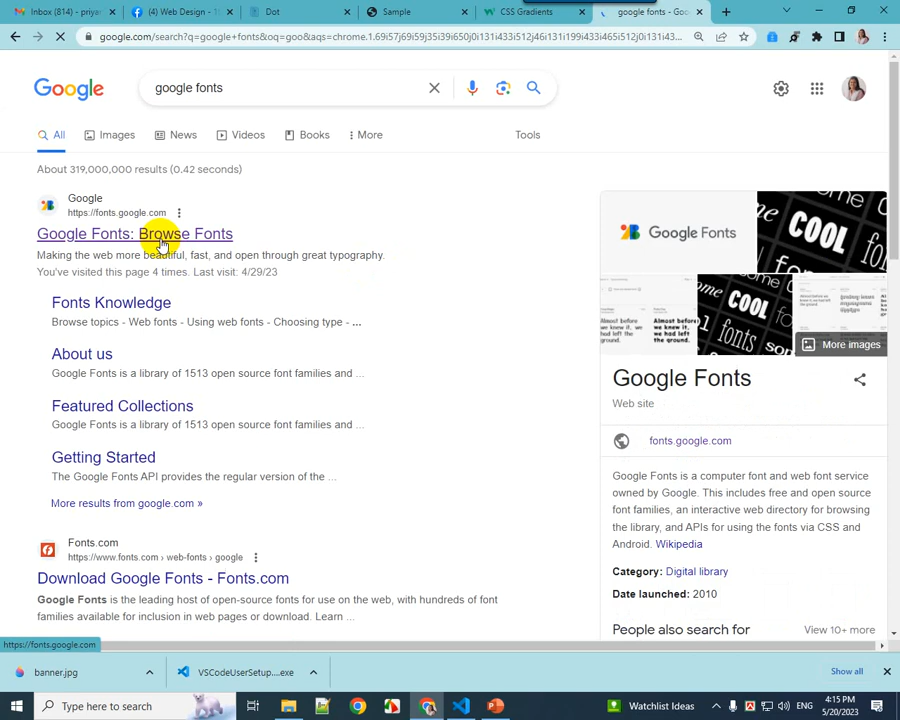 Inbox (814) - priya
(4) Web Design - 1
Dot
Sample
CSS Gradients
google fonts - Goo
google.com/search?q=google+fonts&oq=goo&aqs=chrome.1.69i57j69i59j35i39i650j0i131i433i512j46i131i199i433i465i512j0i131i433i...
Google
google fonts
All
Images
News
Videos
Books
More
Tools
About 319,000,000 results (0.42 seconds)
Google
https://fonts.google.com
Google Fonts: Browse Fonts
Making the web more beautiful, fast, and open through great typography.
You've visited this page 4 times. Last visit: 4/29/23
Fonts Knowledge
Browse topics - Web fonts - Using web fonts - Choosing type - ...
About us
Google Fonts is a library of 1513 open source font families and ...
Featured Collections
Google Fonts is a library of 1513 open source font families and ...
Getting Started
The Google Fonts API provides the regular version of the ...
More results from google.com »
Fonts.com
https://www.fonts.com › web-fonts › google
Download Google Fonts - Fonts.com
Google Fonts is the leading host of open-source fonts for use on the web, with hundreds of font
families available for inclusion in web pages or download. Learn ...
Google Fonts
COOL
fonts
Almost before
we knew it, we
had left the
ground.
COOL
fonts
More images
Google Fonts
Web site
fonts.google.com
Google Fonts is a computer font and web font service
owned by Google. This includes free and open source
font families, an interactive web directory for browsing
the library, and APIs for using the fonts via CSS and
Android. Wikipedia
Category: Digital library
Date launched: 2010
People also search for
View 10+ more
https://fonts.google.com
banner.jpg
VSCodeUserSetup....exe
Show all
Type here to search
Watchlist Ideas
ENG
4:15 PM
5/20/2023